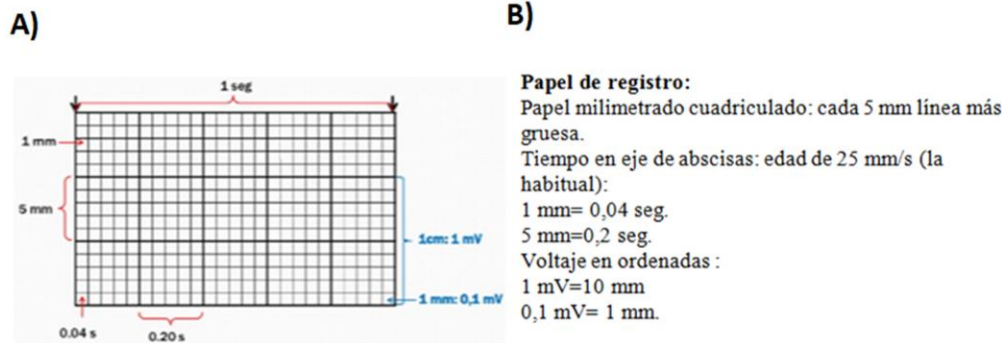 A)
1 seg
1 mm
5 mm
1cm: 1 mV
1 mm: 0,1 mV
0.04 s
0.20 s
B)
Papel de registro:
Papel milimetrado cuadriculado: cada 5 mm línea más
gruesa.
Tiempo en eje de abscisas: edad de 25 mm/s (la
habitual):
1 mm= 0,04 seg.
5 mm=0,2 seg.
Voltaje en ordenadas :
1 mV=10 mm
0,1 mV= 1 mm.